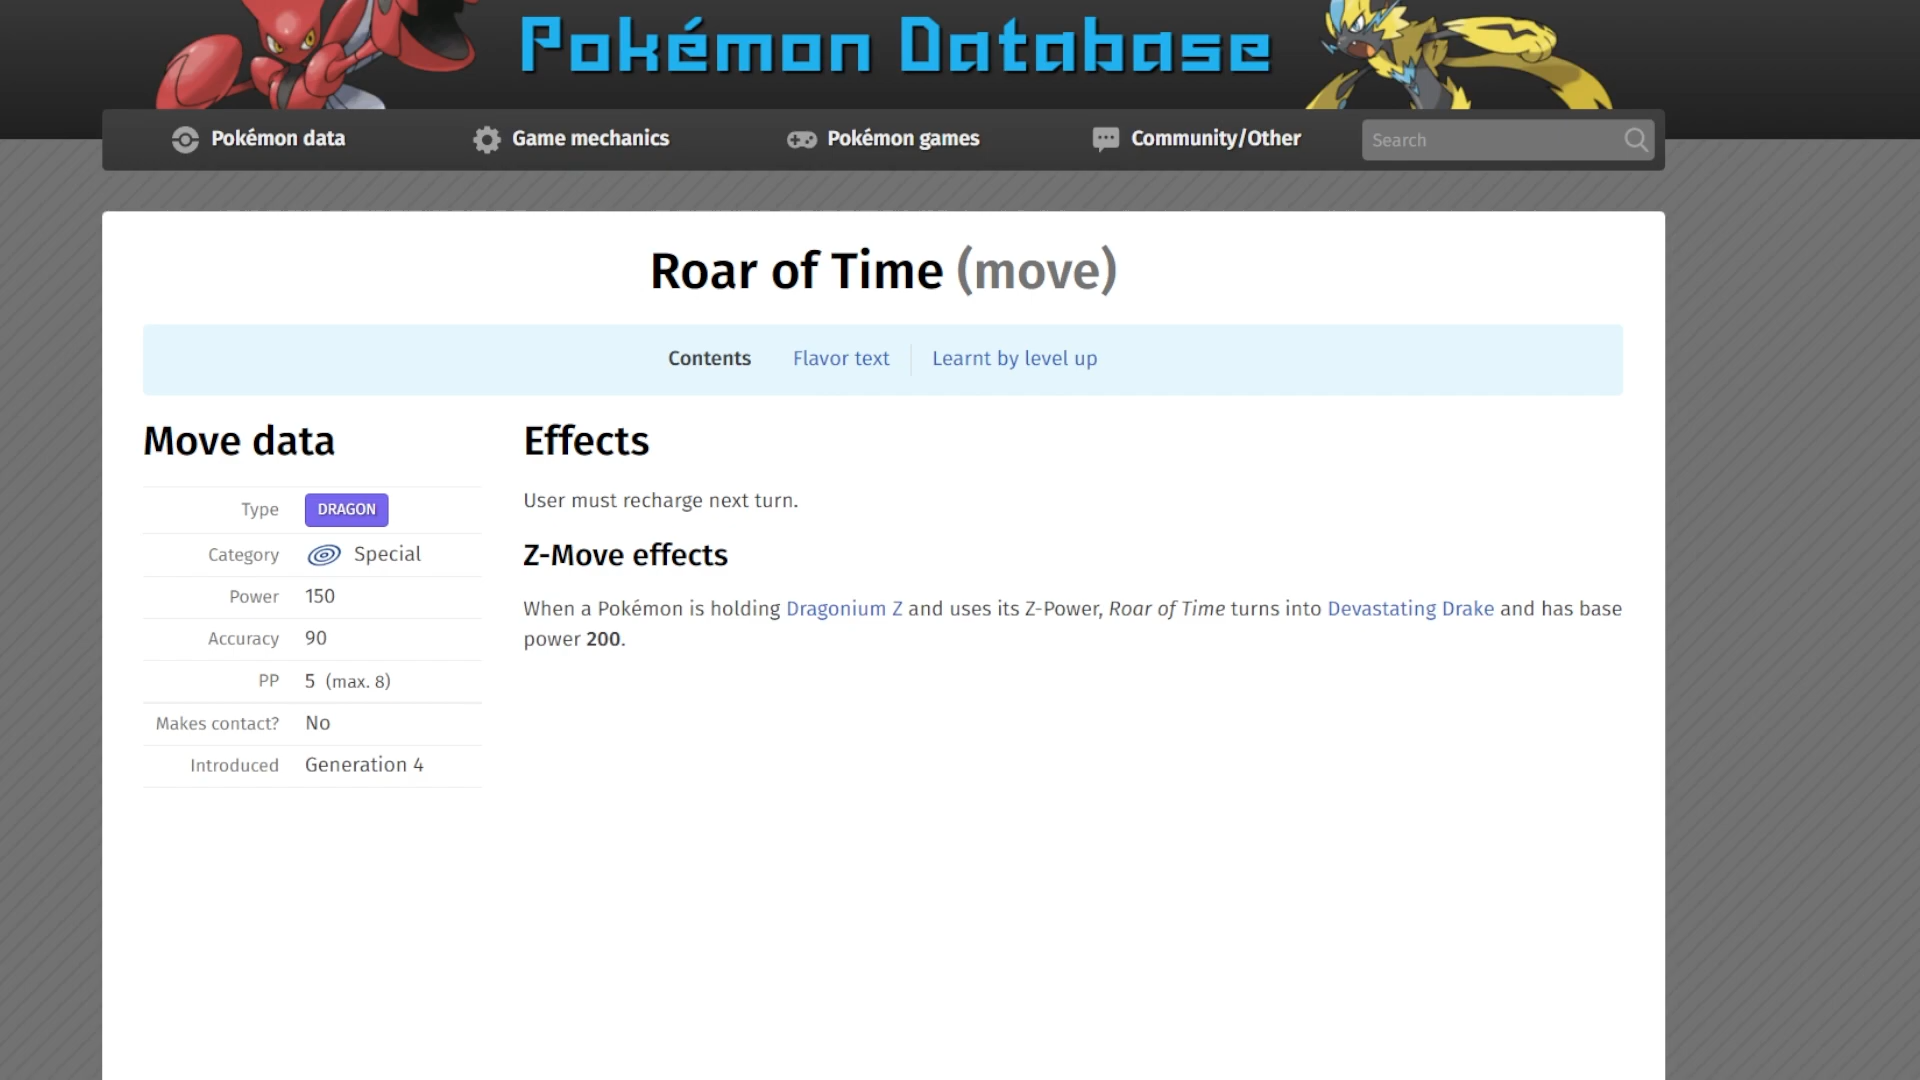 Pokémon Database
Pokémon data
Game mechanics
Pokémon games
Community/Other
Search
Roar of Time (move)
Contents
Flavor text
Learnt by level up
Move data
Type DRAGON
Category Special
Power 150
Accuracy 90
PP 5 (max. 8)
Makes contact? No
Introduced Generation 4
Effects
User must recharge next turn.
Z-Move effects
When a Pokémon is holding Dragonium Z and uses its Z-Power, Roar of Time turns into Devastating Drake and has base
power 200.